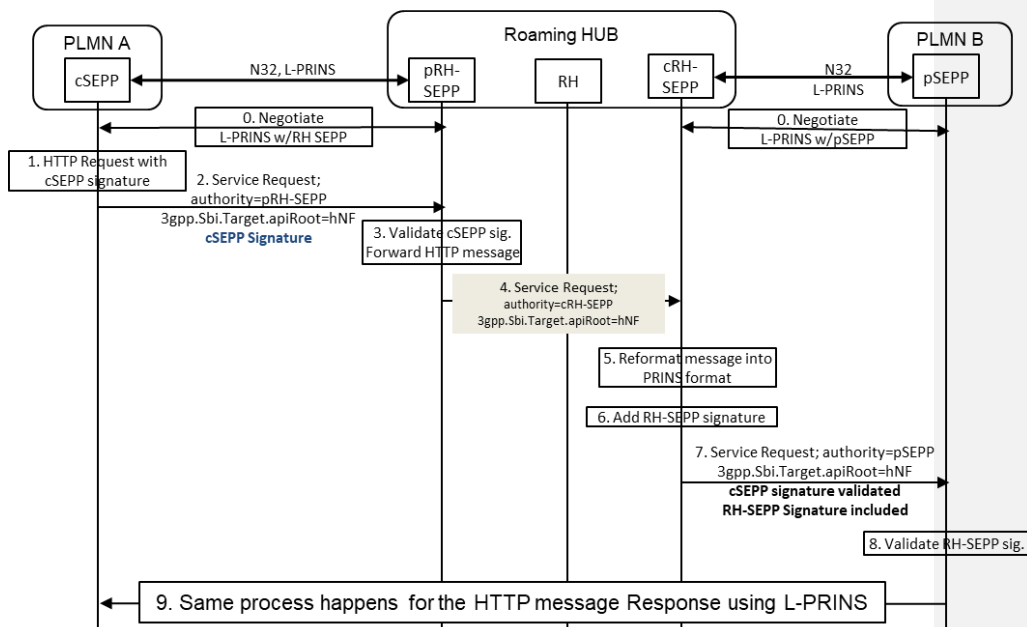 PLMN A
Roaming HUB
PLMN B
cSEPP
N32, L-PRINS
pRH-
SEPP
RH
cRH-
SEPP
N32
L-PRINS
pSEPP
0. Negotiate
L-PRINS w/RH SEPP
0. Negotiate
L-PRINS w/pSEPP
1. HTTP Request with
cSEPP signature
2. Service Request;
authority=pRH-SEPP
3gpp.Sbi.Target.apiRoot=hNF
cSEPP Signature
3. Validate cSEPP sig.
Forward HTTP message
4. Service Request;
authority=cRH-SEPP
3gpp.Sbi.Target.apiRoot=hNF
5. Reformat message into
PRINS format
6. Add RH-SEPP signature
7. Service Request; authority=pSEPP
3gpp.Sbi.Target.apiRoot=hNF
cSEPP signature validated
RH-SEPP Signature included
8. Validate RH-SEPP sig.
9. Same process happens for the HTTP message Response using L-PRINS